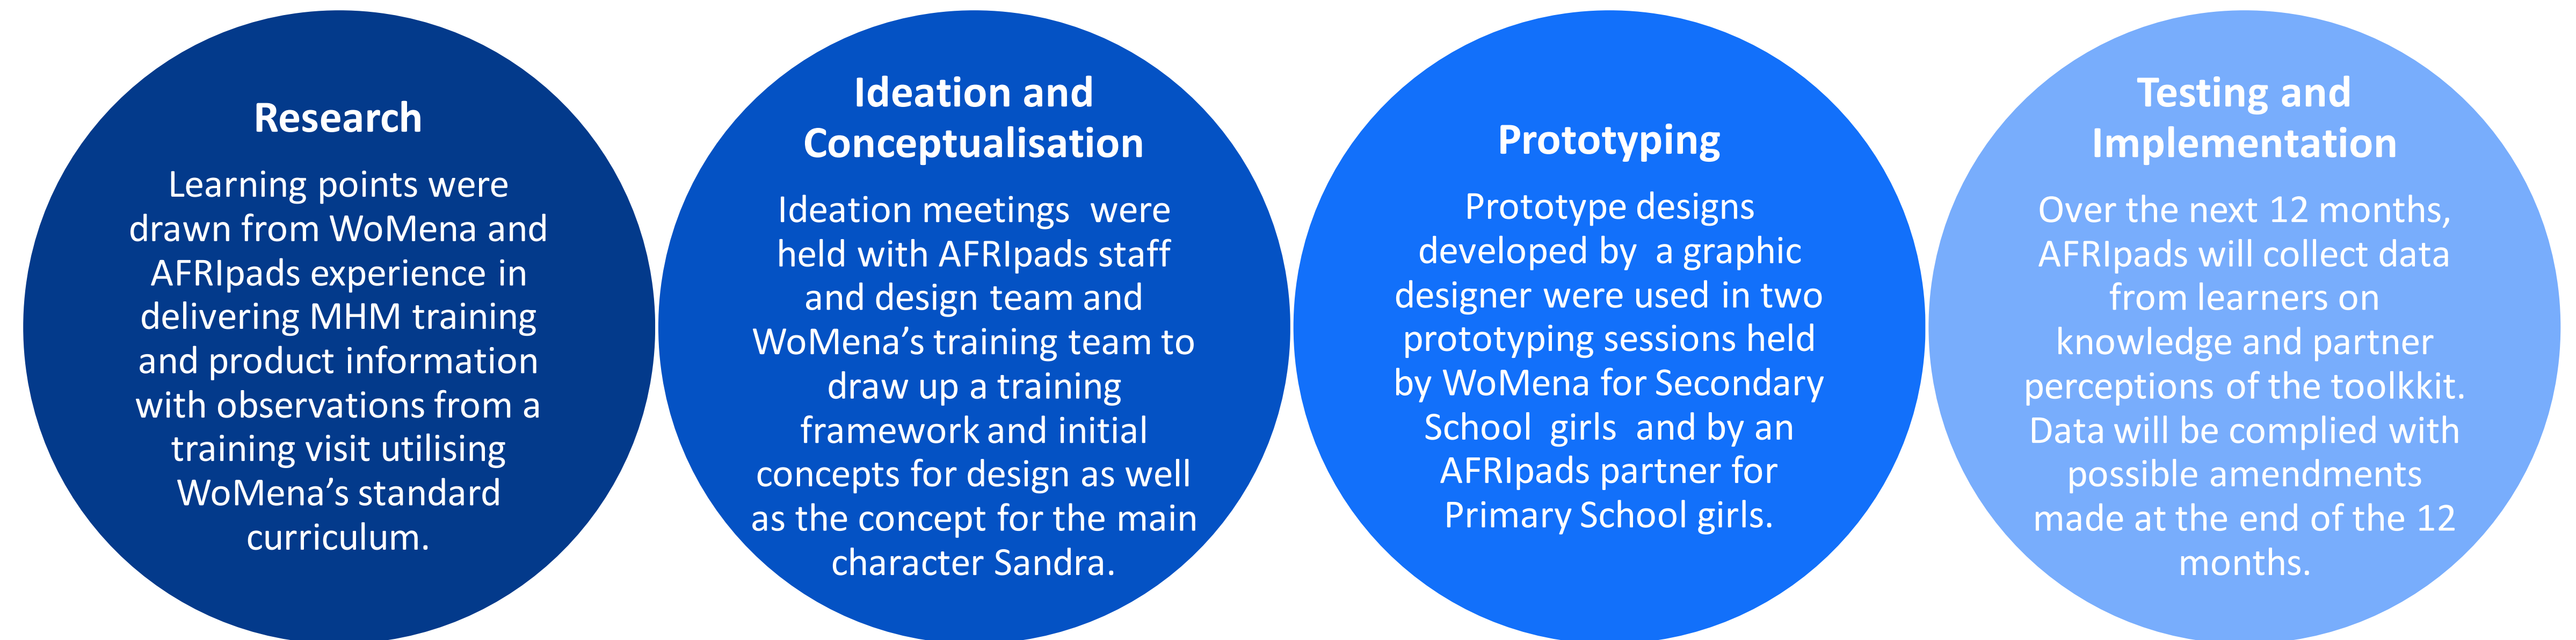 Research
Learning points were
drawn from WoMena and
AFRIpads experience in
delivering MHM training
and product information
with observations from a
training visit utilising
WoMena’s standard
curriculum.
Ideation and
Conceptualisation
Ideation meetings  were
held with AFRIpads staff
and design team and
WoMena’s training team to
draw up a training
framework and initial
concepts for design as well
as the concept for the main
character Sandra.
Prototyping
Prototype designs
developed by  a graphic
designer were used in two
prototyping sessions held
by WoMena for Secondary
School  girls  and by an
AFRIpads partner for
Primary School girls.
Testing and
Implementation
Over the next 12 months,
AFRIpads will collect data
from learners on
knowledge and partner
perceptions of the toolkkit.
Data will be complied with
possible amendments
made at the end of the 12
months.